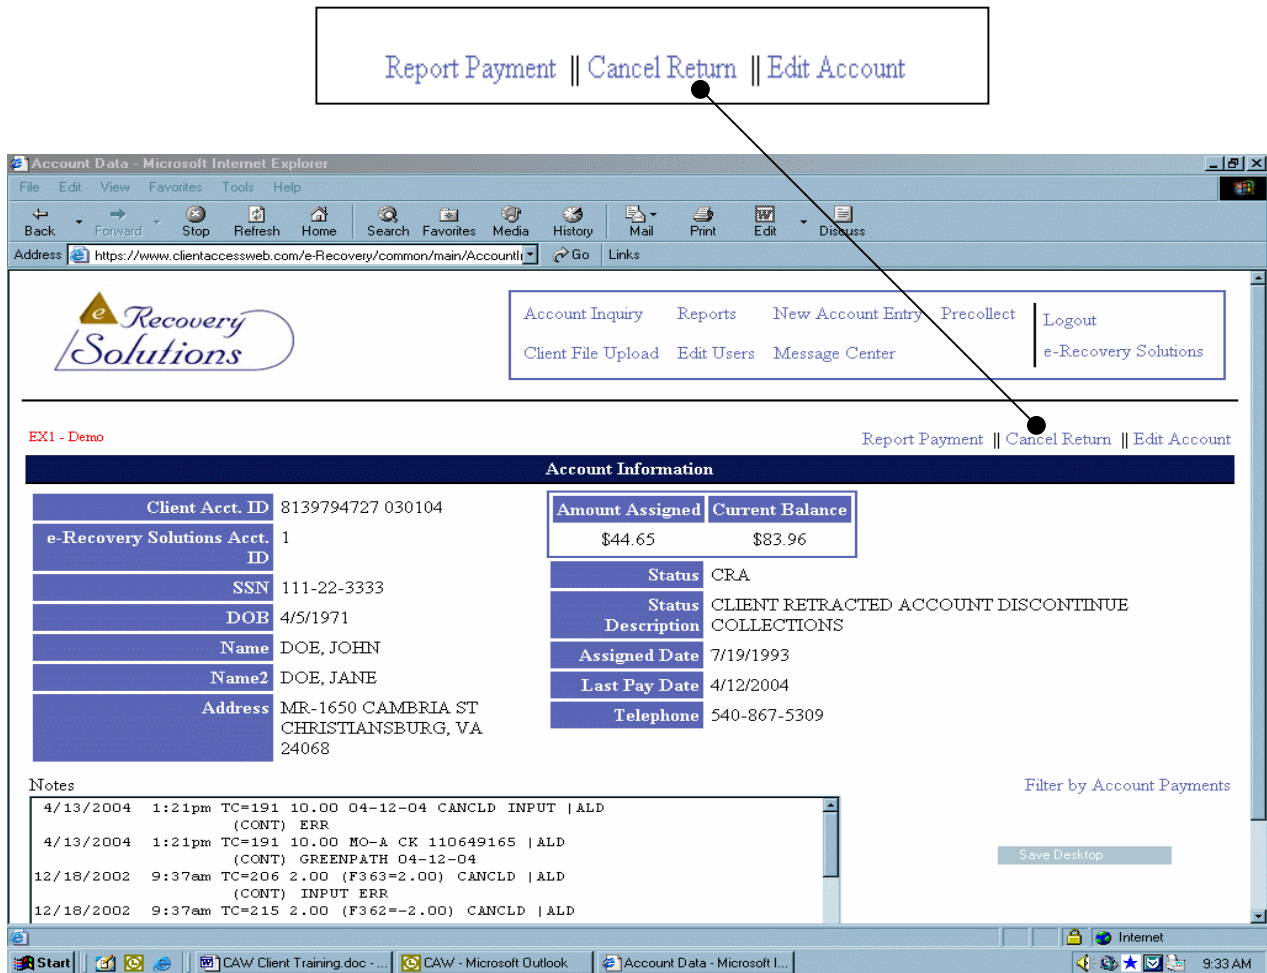 Report Payment || Cancel Return || Edit Account
Account Data - Microsoft Internet Explorer
File Edit View Favorites Tools Help
Back Forward Stop Refresh Home Search Favorites Media History Mail Print Edit Discuss
Address https://www.clientaccessweb.com/e-Recovery/common/main/AccountI Go Links
e Recovery
Solutions
Account Inquiry Reports New Account Entry Precollect Logout
Client File Upload Edit Users Message Center e-Recovery Solutions
EX1 - Demo
Report Payment || Cancel Return || Edit Account
Account Information
Client Acct. ID 8139794727 030104
e-Recovery Solutions Acct. ID 1
SSN 111-22-3333
DOB 4/5/1971
Name DOE, JOHN
Name2 DOE, JANE
Address MR-1650 CAMBRIA ST
CHRISTIANSBURG, VA
24068
Amount Assigned Current Balance
$44.65 $83.96
Status CRA
Status Description CLIENT RETRACTED ACCOUNT DISCONTINUE
COLLECTIONS
Assigned Date 7/19/1993
Last Pay Date 4/12/2004
Telephone 540-867-5309
Notes
Filter by Account Payments
4/13/2004 1:21pm TC=191 10.00 04-12-04 CANCLD INPUT |ALD
(CONT) ERR
4/13/2004 1:21pm TC=191 10.00 MO-A CK 110649165 |ALD
(CONT) GREENPATH 04-12-04
12/18/2002 9:37am TC=206 2.00 (F363=2.00) CANCLD |ALD
(CONT) INPUT ERR
12/18/2002 9:37am TC=215 2.00 (F362=-2.00) CANCLD |ALD
Save Desktop
Internet
Start CAW Client Training.doc - ... CAW - Microsoft Outlook Account Data - Microsoft I... 9:33 AM